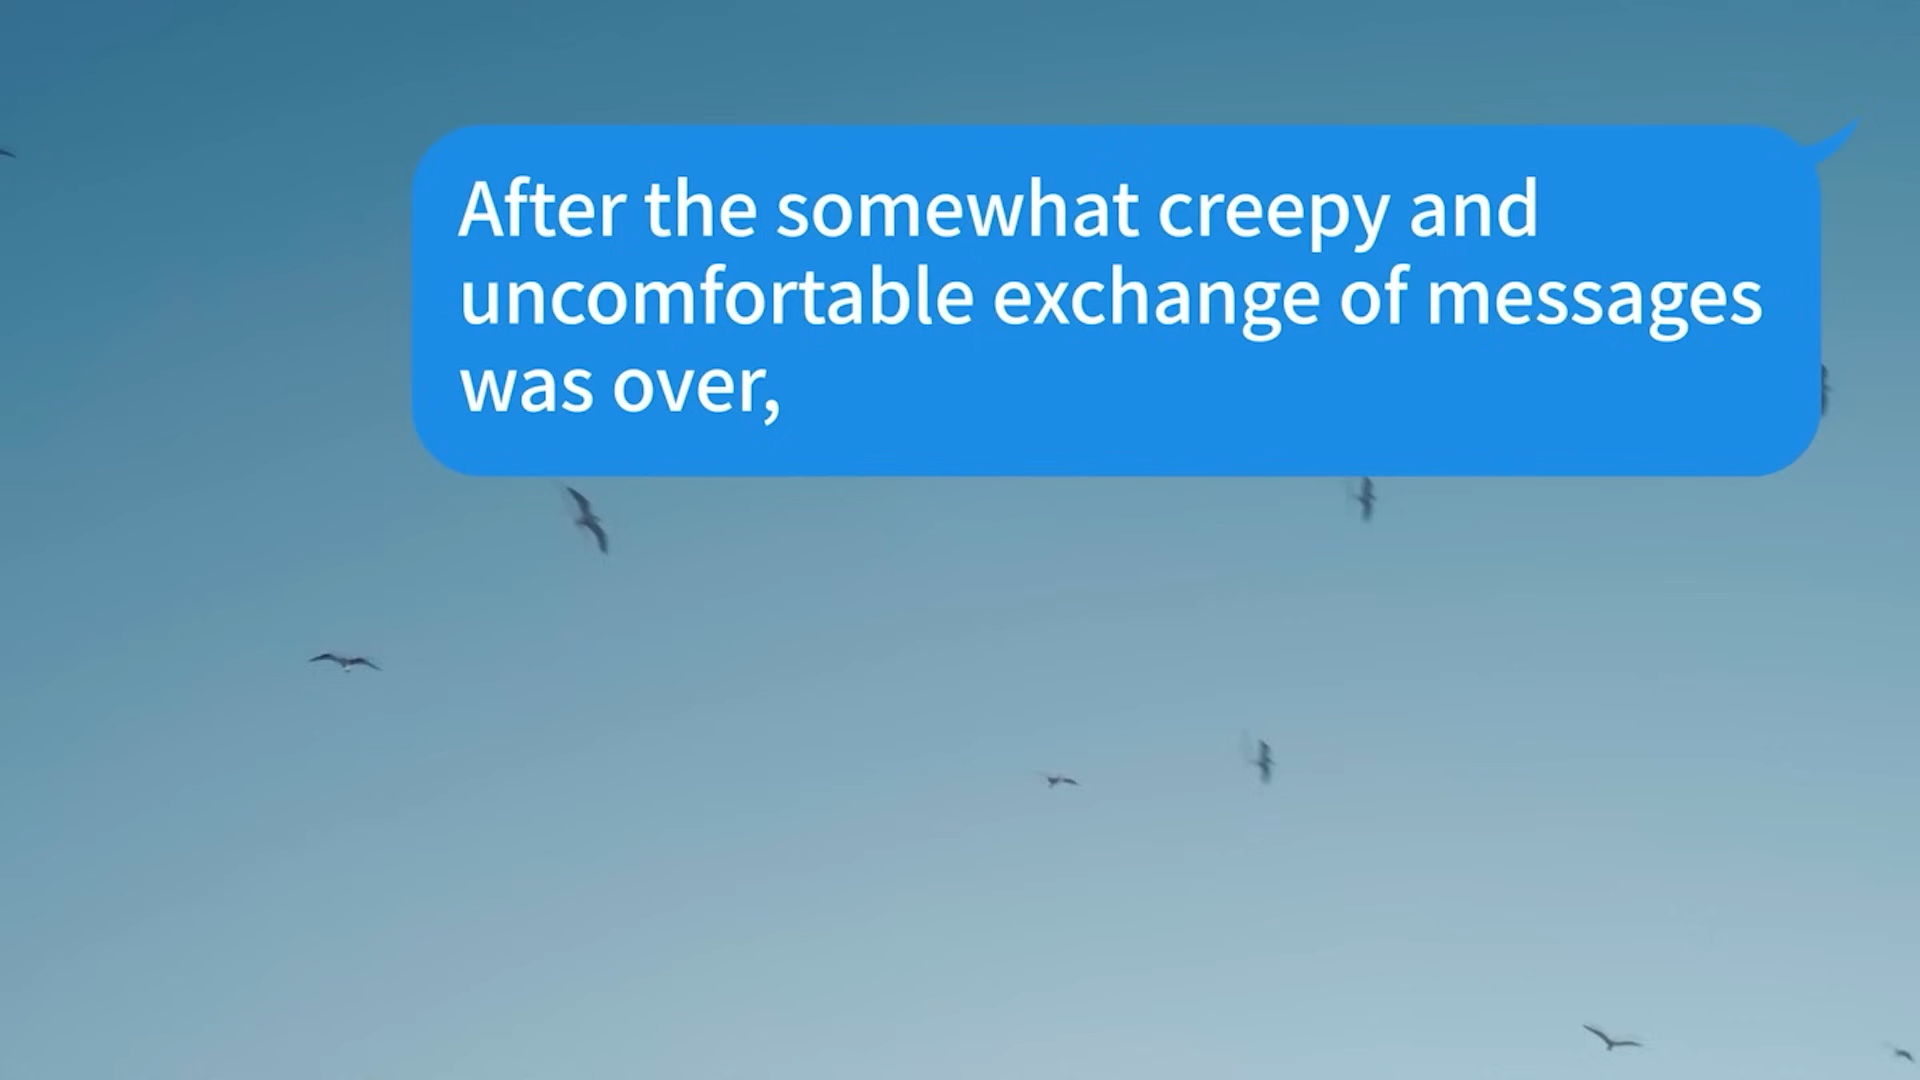 After the somewhat creepy and
uncomfortable exchange of messages
was over,